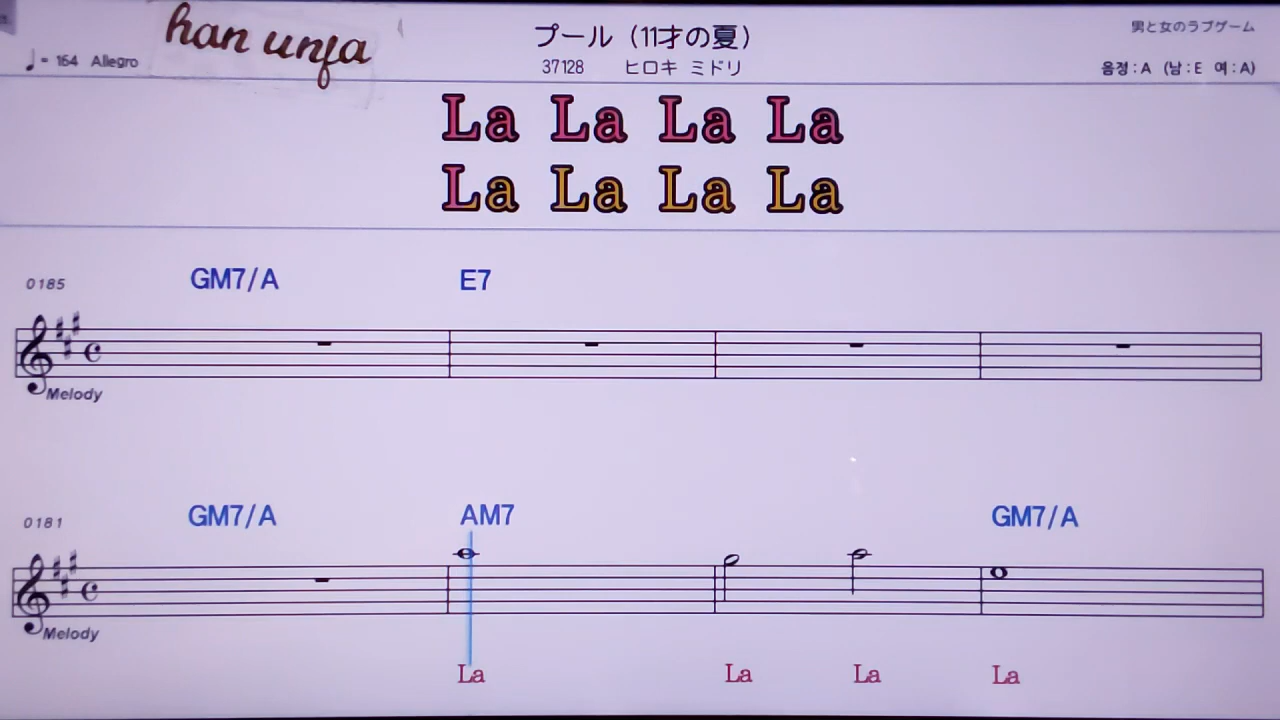 han unfa
プール（11才の夏）
男と女のラブゲーム
♩= 164 Allegro
37128 ヒロキ ミドリ
음정 : A (남 : E 여 : A)
La La La La
La La La La
0185 GM7/A E7
Melody
0181 GM7/A AM7 GM7/A
Melody
La La La La